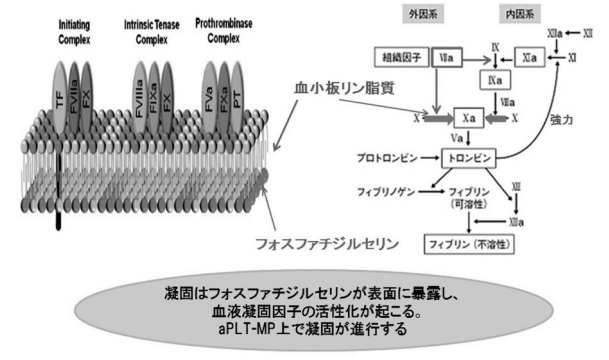 Initiating
Complex
Intrinsic Tenase
Complex
Prothrombinase
Complex
TF
FVIIa
FX
FVIIIa
FIXa
FX
FVa
FXa
PT
血小板リン脂質
フォスファチジルセリン
外因系
内因系
組織因子
Ⅶa
Ⅸ
Ⅺa
Ⅻa
Ⅻ
Ⅺ
Ⅸa
X
Xa
X
強力
Va
プロトロンビン
トロンビン
フィブリノゲン
フィブリン
(可溶性)
フィブリン (不溶性)
凝固はフォスファチジルセリンが表面に暴露し、
血液凝固因子の活性化が起こる。
aPLT-MP上で凝固が進行する